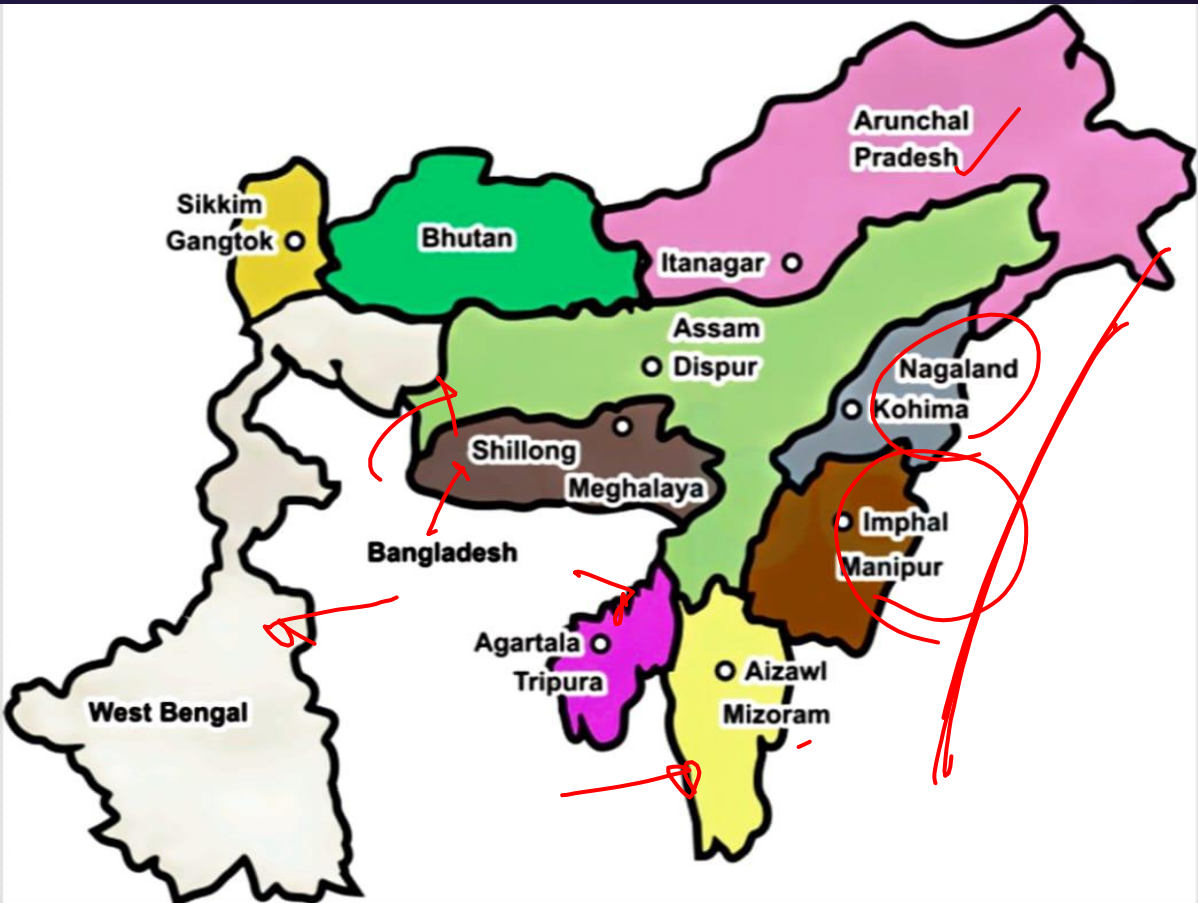 Arunchal
Pradesh
Sikkim
Gangtok
Bhutan
Itanagar
Assam
Dispur
Nagaland
Kohima
Shillong
Meghalaya
Imphal
Manipur
Bangladesh
Agartala
Tripura
Aizawl
Mizoram
West Bengal